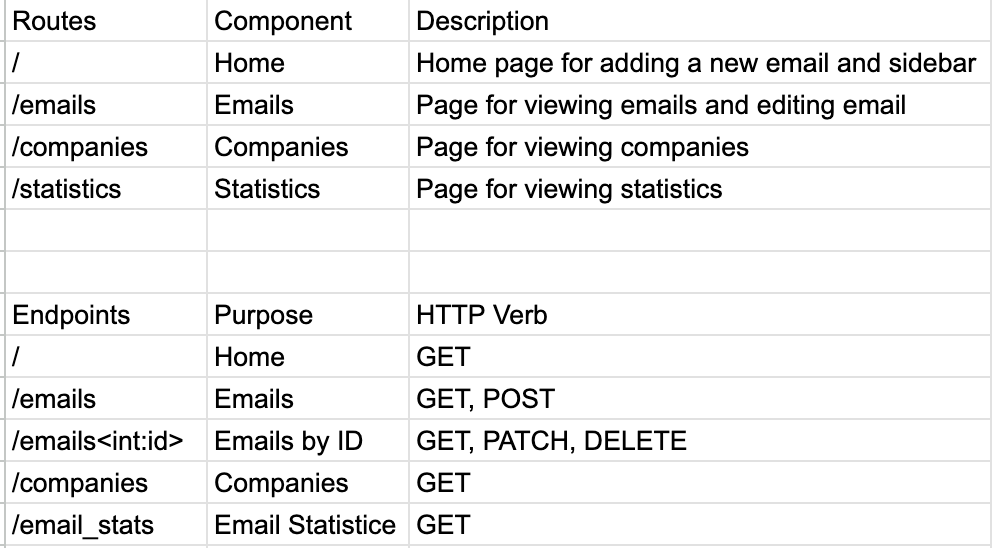 Routes Component Description
/ Home Home page for adding a new email and sidebar
/emails Emails Page for viewing emails and editing email
/companies Companies Page for viewing companies
/statistics Statistics Page for viewing statistics
Endpoints Purpose HTTP Verb
/ Home GET
/emails Emails GET, POST
/emails<int:id> Emails by ID GET, PATCH, DELETE
/companies Companies GET
/email_stats Email Statistice GET